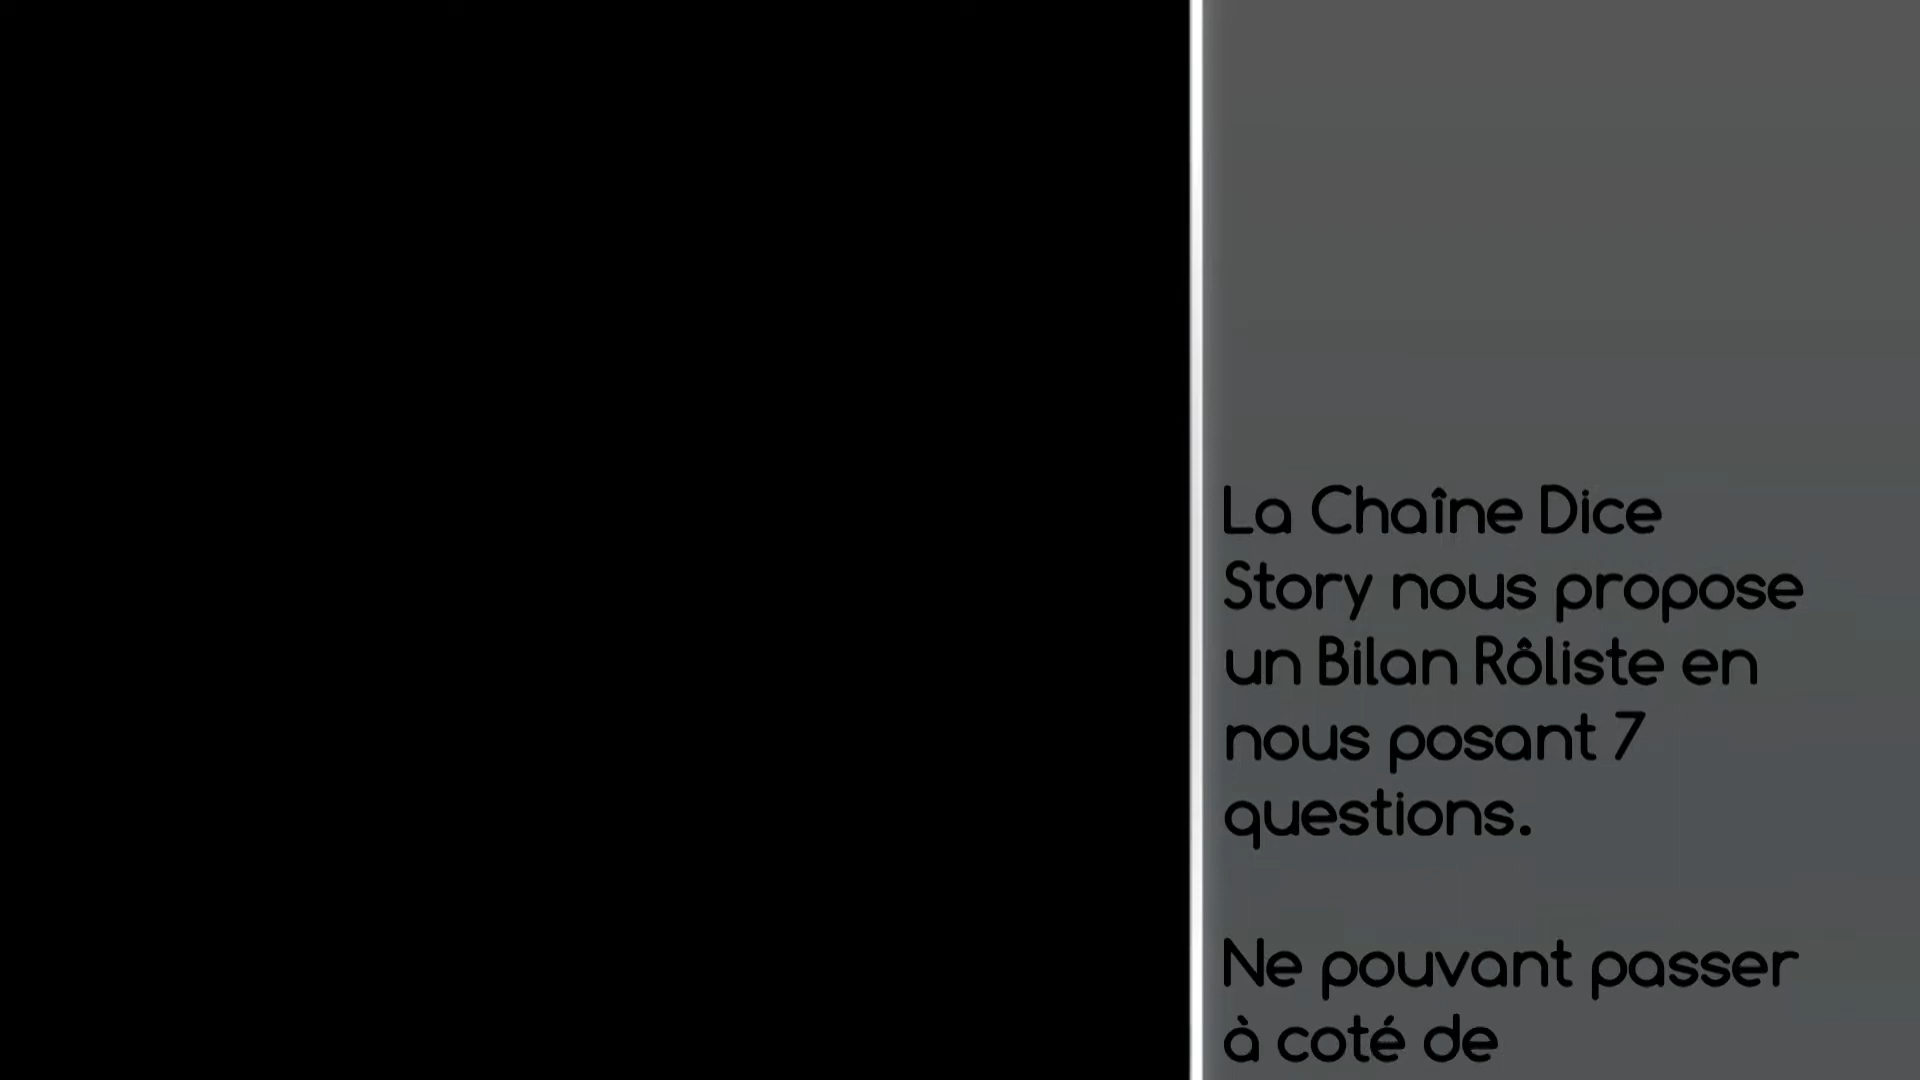 La Chaîne Dice
Story nous propose
un Bilan Rôliste en
nous posant 7
questions.
Ne pouvant passer
à coté de